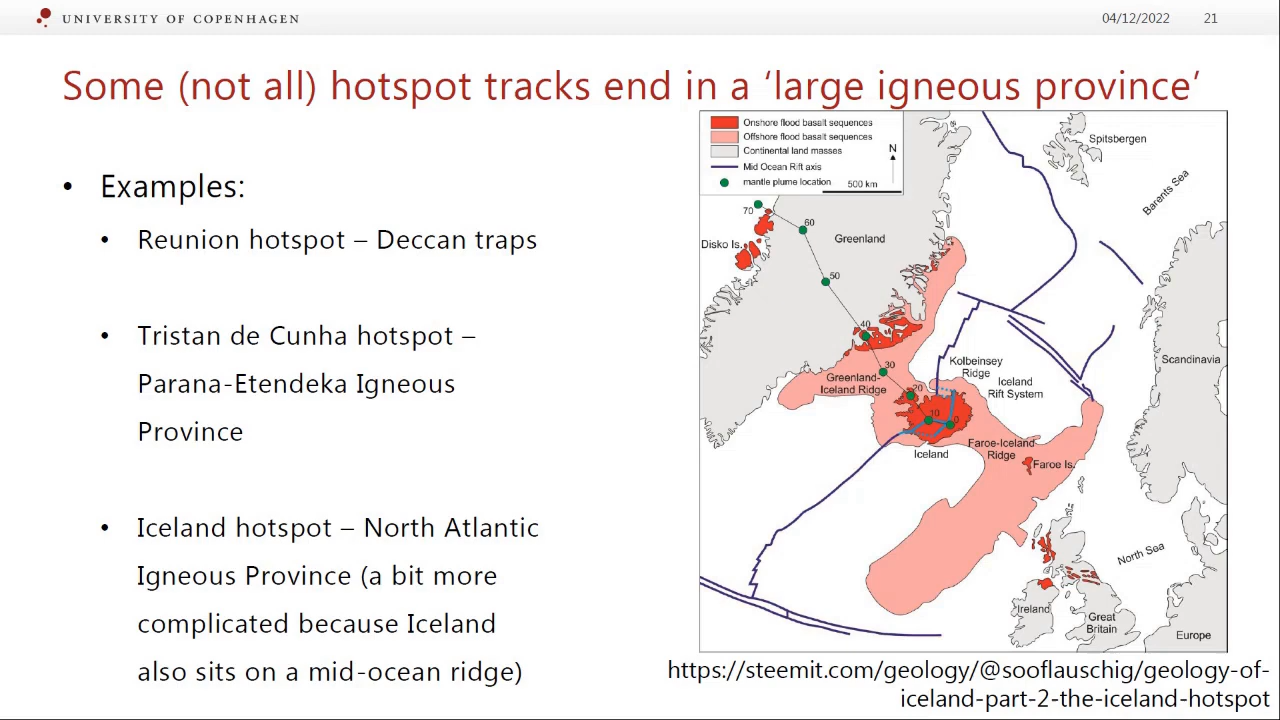 UNIVERSITY OF COPENHAGEN
04/12/2022 21
Some (not all) hotspot tracks end in a ‘large igneous province’
• Examples:
• Reunion hotspot – Deccan traps
• Tristan de Cunha hotspot –
Parana-Etendeka Igneous
Province
• Iceland hotspot – North Atlantic
Igneous Province (a bit more
complicated because Iceland
also sits on a mid-ocean ridge)
Onshore flood basalt sequences
Offshore flood basalt sequences
Continental land masses
Mid Ocean Rift axis
mantle plume location
N
500 km
Spitsbergen
Barents Sea
70
60
Disko Is.
Greenland
50
40
30
Greenland-
Iceland Ridge
20
Kolbeinsey
Ridge
Iceland
Rift System
Scandinavia
10
0
Iceland
Faroe-Iceland
Ridge
Faroe Is.
North Sea
Ireland
Great
Britain
Europe
https://steemit.com/geology/@sooflauschig/geology-of-
iceland-part-2-the-iceland-hotspot